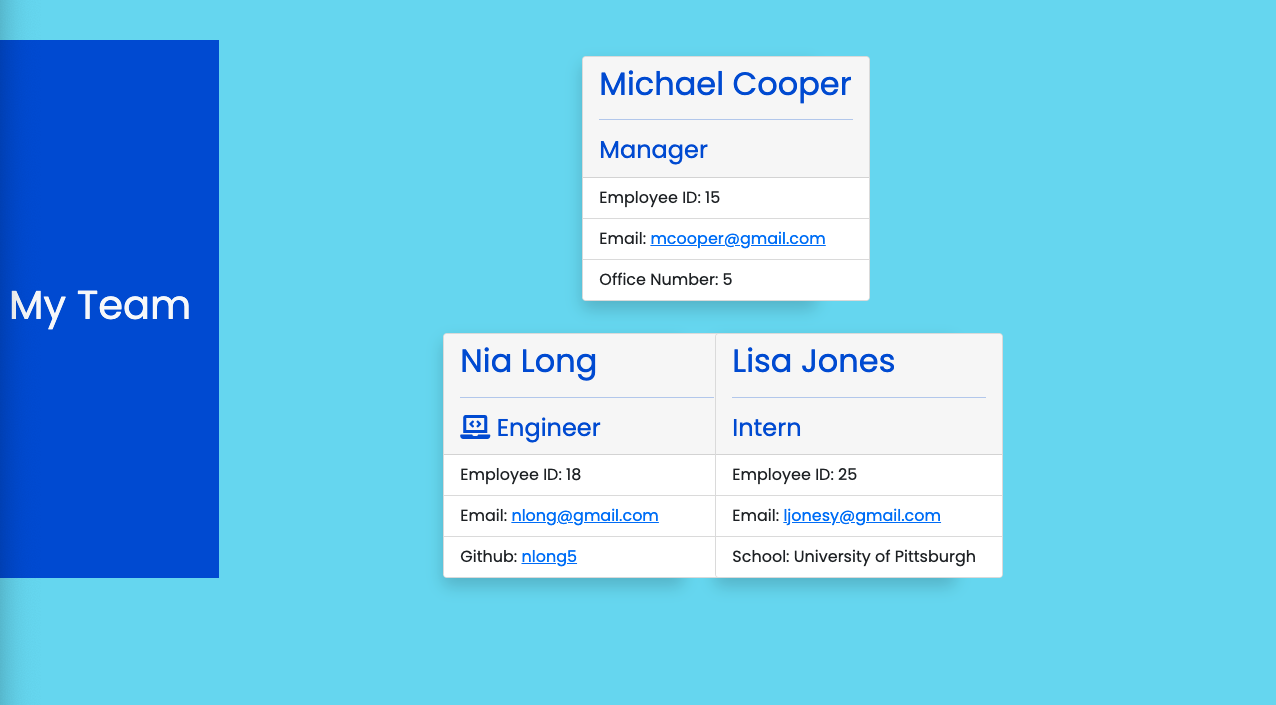 My Team
Michael Cooper
Manager
Employee ID: 15
Email: mcooper@gmail.com
Office Number: 5
Nia Long
Engineer
Employee ID: 18
Email: nlong@gmail.com
Github: nlong5
Lisa Jones
Intern
Employee ID: 25
Email: ljonesy@gmail.com
School: University of Pittsburgh